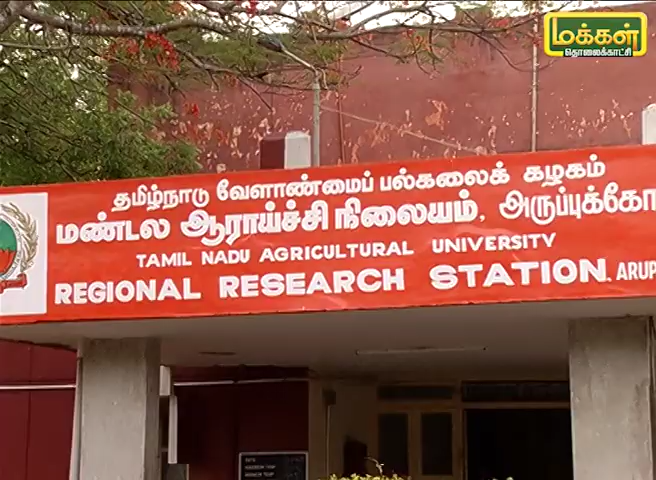 மக்கள்
தொலைக்காட்சி
தமிழ்நாடு வேளாண்மைப் பல்கலைக் கழகம்
மண்டல ஆராய்ச்சி நிலையம், அருப்புக்கோ
TAMIL NADU AGRICULTURAL UNIVERSITY
REGIONAL RESEARCH STATION, ARUP